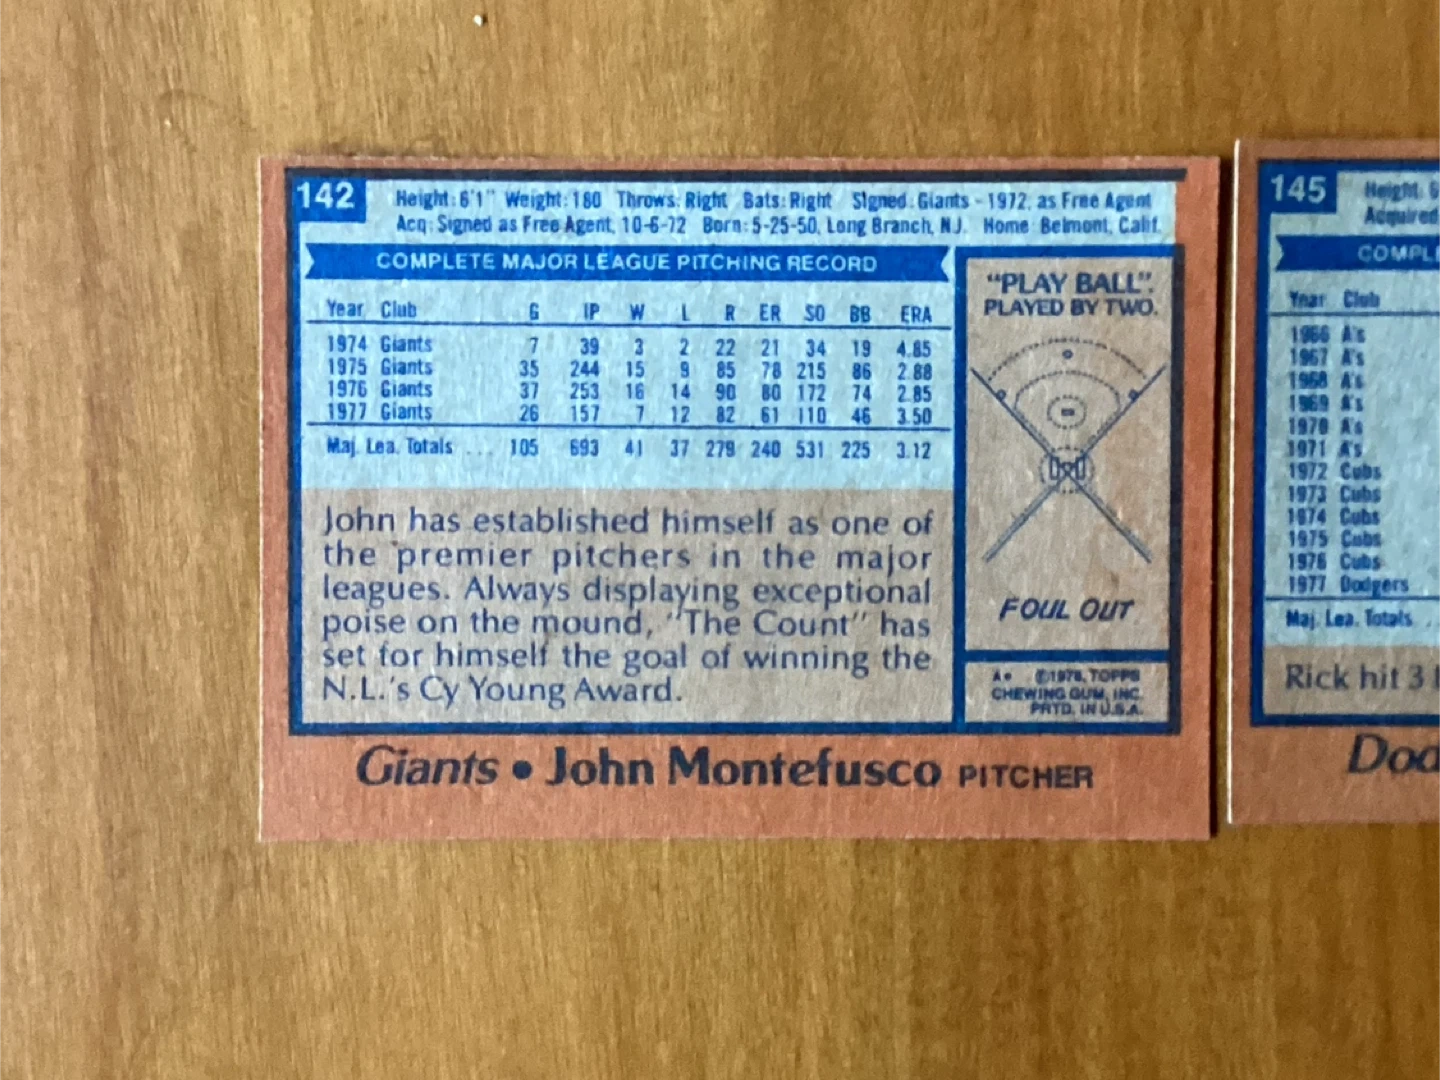 142
Height: 6'1" Weight: 180 Throws: Right Bats: Right Signed: Giants - 1972, as Free Agent
Acq: Signed as Free Agent, 10-6-72 Born: 5-25-50, Long Branch, N.J. Home: Belmont, Calif.
COMPLETE MAJOR LEAGUE PITCHING RECORD
Year Club G IP W L R ER SO BB ERA
1974 Giants 7 39 3 2 22 21 34 19 4.85
1975 Giants 35 244 15 9 85 78 215 86 2.88
1976 Giants 37 253 16 14 90 80 172 74 2.85
1977 Giants 26 157 7 12 82 61 110 46 3.50
Maj. Lea. Totals ... 105 693 41 37 279 240 531 225 3.12
John has established himself as one of
the premier pitchers in the major
leagues. Always displaying exceptional
poise on the mound, "The Count" has
set for himself the goal of winning the
N.L.'s Cy Young Award.
"PLAY BALL".
PLAYED BY TWO.
FOUL OUT
A* ©1978, TOPPS
CHEWING GUM, INC.
PRTD. IN U.S.A.
Giants • John Montefusco PITCHER
145
Height: 6
Acquired
COMPL
Year Club
1966 A's
1967 A's
1968 A's
1969 A's
1970 A's
1971 A's
1972 Cubs
1973 Cubs
1974 Cubs
1975 Cubs
1976 Cubs
1977 Dodgers
Maj. Lea. Totals
Rick hit 3
Dod